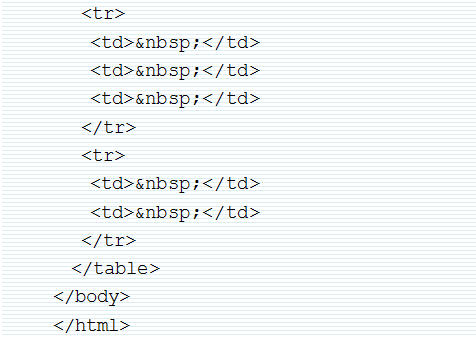 <tr>
<td>&nbsp;</td>
<td>&nbsp;</td>
<td>&nbsp;</td>
</tr>
<tr>
<td>&nbsp;</td>
<td>&nbsp;</td>
</tr>
</table>
</body>
</html>